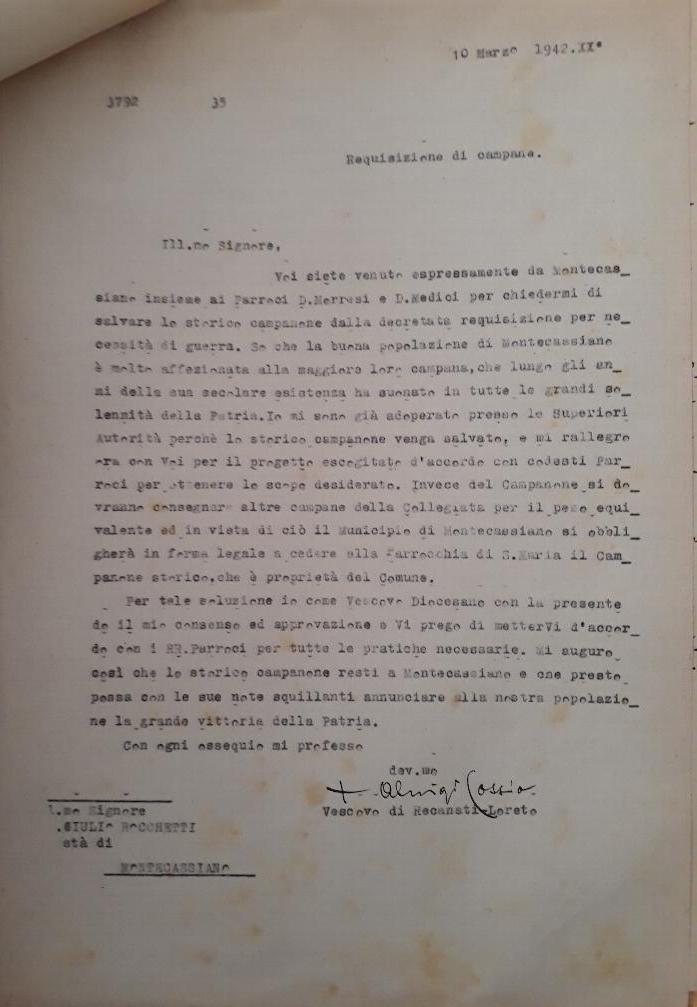 10 Marzo 1942.XX°
3792 35
Requisizione di campane.
Ill.mo Signore,
Voi siete venuto espressamente da Montecas_
siano insieme ai Parroci D.Morresi e D.Medici per chiedermi di
salvare lo storico campanone dalla decretata requisizione per ne_
cessità di guerra. So che la buona popolazione di Montecassiano
è molto affezionata alla maggiore loro campana,che lungo gli an_
ni della sua secolare esistenza ha suonato in tutte le grandi so_
lennità della Patria.Io mi sono già adoperato presso le Superiori
Autorità perchè lo storico campanone venga salvato, e mi rallegro
ora con Voi per il progetto escogitato d'accordo con codesti Par_
roci per ottenere lo scopo desiderato. Invece del Campanone si do_
vranno consegnare altre campane della Collegiata per il peso equi_
valente ed in vista di ciò il Municipio di Montecassiano si obbli_
gherà in forma legale a cedere alla Parrocchia di S.Maria il Cam_
panone storico,che è proprietà del Comune.
Per tale soluzione io come Vescovo Diocesano con la presente
do il mio consenso ed approvazione e Vi prego di metterVi d'accor_
do con i RR.Parroci per tutte le pratiche necessarie. Mi auguro
così che lo storico campanone resti a Montecassiano e che presto
possa con le sue note squillanti annunciare alla nostra popolazio_
ne la grande vittoria della Patria.
Con ogni ossequio mi professo
dev.mo
+ Aluigi Cossio
Vescovo di Recanati-Loreto
l.mo Signore
.GIULIO BOCCHETTI
stà di
MONTECASSIANO